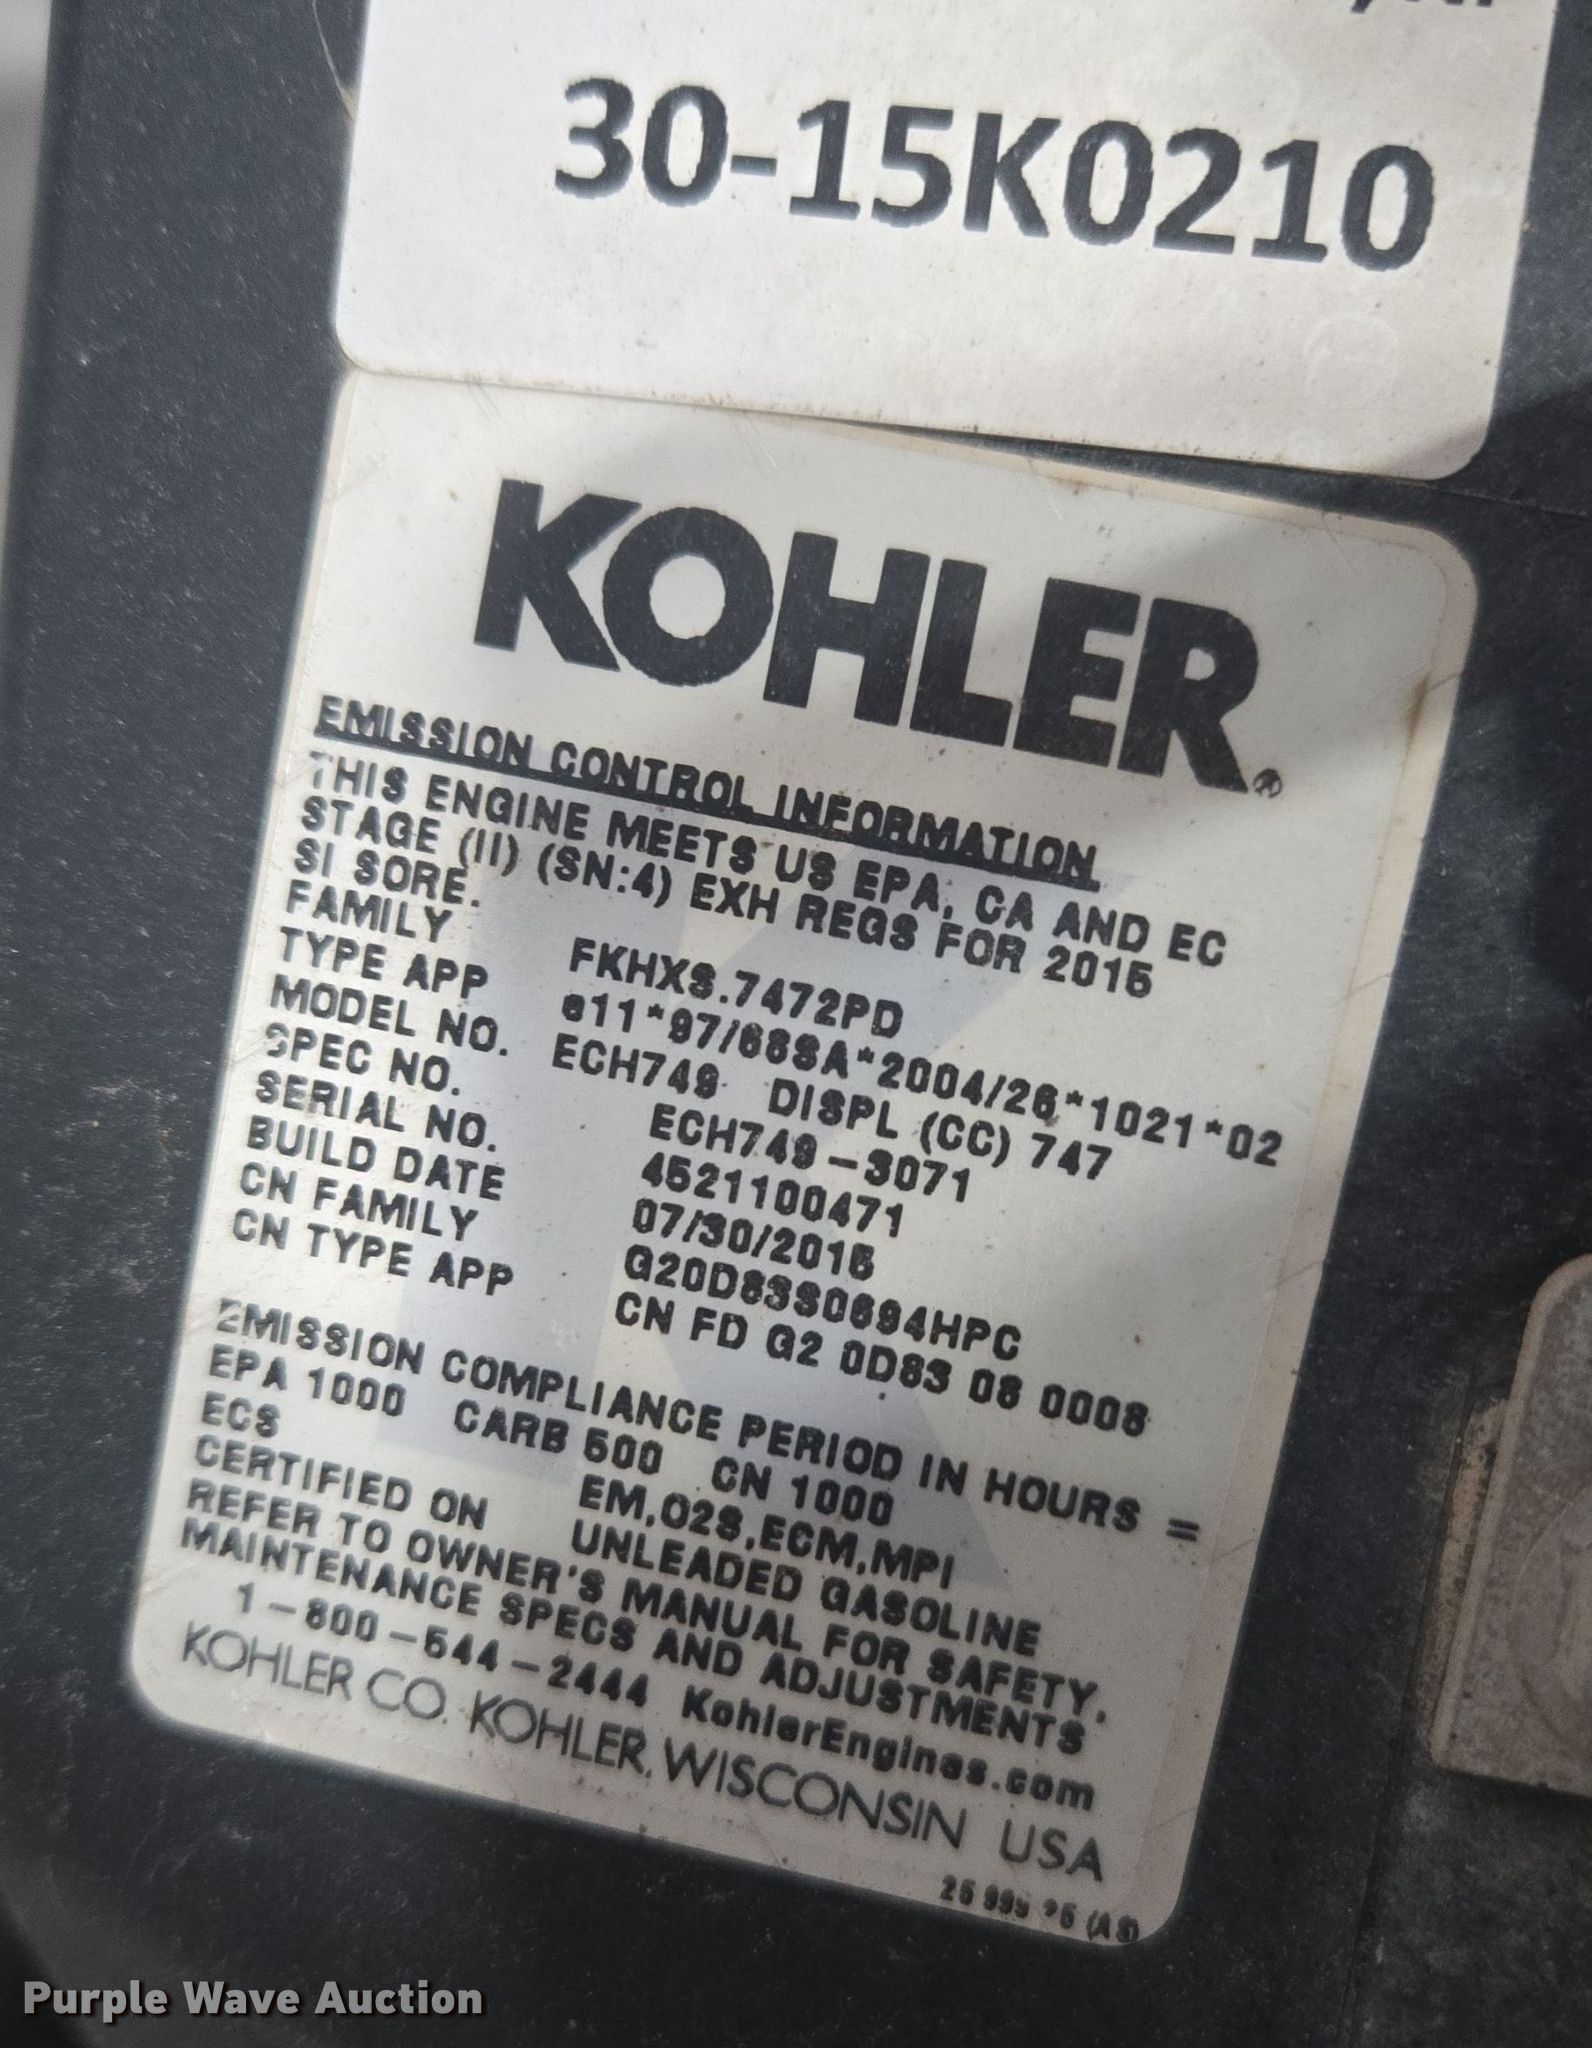 30-15K0210
KOHLER®
EMISSION CONTROL INFORMATION
THIS ENGINE MEETS US EPA, CA AND EC
STAGE (II) (SN:4) EXH REGS FOR 2015
SI SORE.
FAMILY FKHXS.7472PD
TYPE APP e11*97/68SA*2004/26*1021*02
MODEL NO. ECH749 DISPL (CC) 747
SPEC NO. ECH749-3071
SERIAL NO. 4521100471
BUILD DATE 07/30/2015
CN FAMILY G20D83S0694HPC
CN TYPE APP CN FD G2 0D83 08 0008
EMISSION COMPLIANCE PERIOD IN HOURS =
EPA 1000 CARB 500 CN 1000
ECS EM,O2S,ECM,MPI
CERTIFIED ON UNLEADED GASOLINE
REFER TO OWNER'S MANUAL FOR SAFETY,
MAINTENANCE SPECS AND ADJUSTMENTS
1-800-544-2444 KohlerEngines.com
KOHLER CO. KOHLER, WISCONSIN USA
Purple Wave Auction